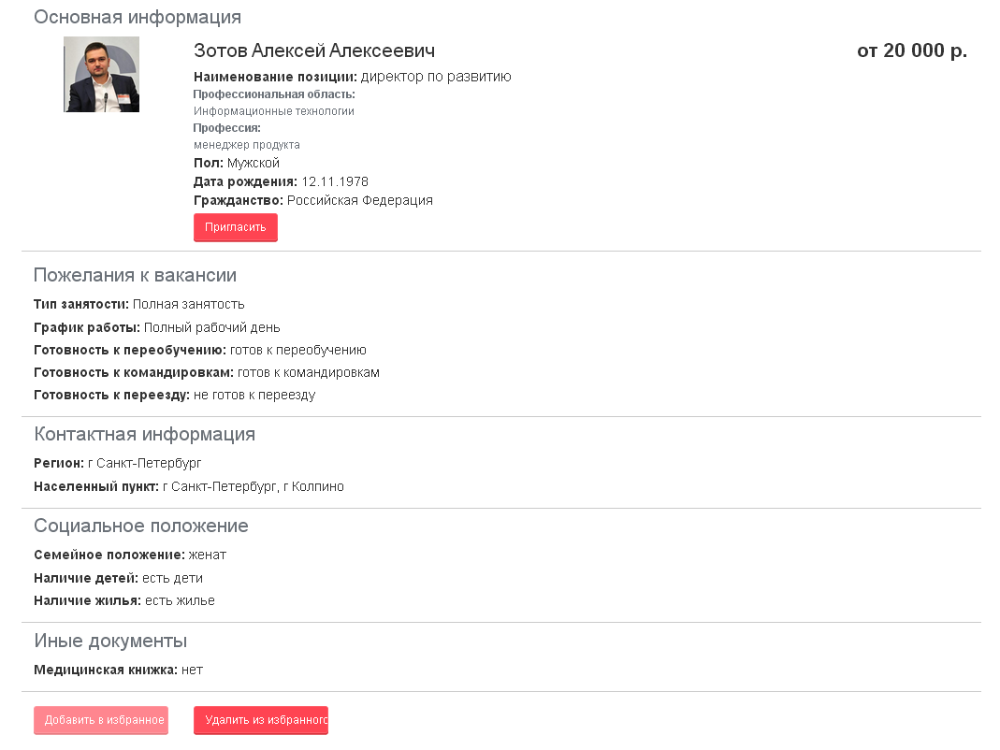 Основная информация
Зотов Алексей Алексеевич
от 20 000 р.
Наименование позиции: директор по развитию
Профессиональная область:
Информационные технологии
Профессия:
менеджер продукта
Пол: Мужской
Дата рождения: 12.11.1978
Гражданство: Российская Федерация
Пригласить
Пожелания к вакансии
Тип занятости: Полная занятость
График работы: Полный рабочий день
Готовность к переобучению: готов к переобучению
Готовность к командировкам: готов к командировкам
Готовность к переезду: не готов к переезду
Контактная информация
Регион: г Санкт-Петербург
Населенный пункт: г Санкт-Петербург, г Колпино
Социальное положение
Семейное положение: женат
Наличие детей: есть дети
Наличие жилья: есть жилье
Иные документы
Медицинская книжка: нет
Добавить в избранное
Удалить из избранного